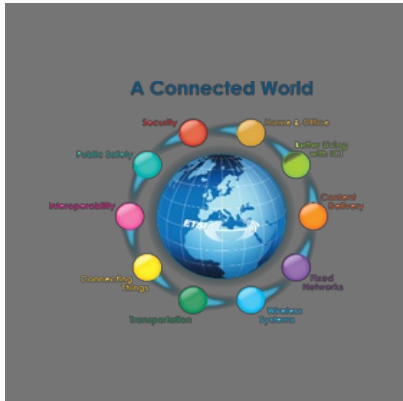 A Connected World
Security
Home & Office
Public Safety
Better Living
with ICT
Interoperability
Content
Delivery
ETSI
Connecting
Things
Fixed
Networks
Transportation
Wireless
Systems